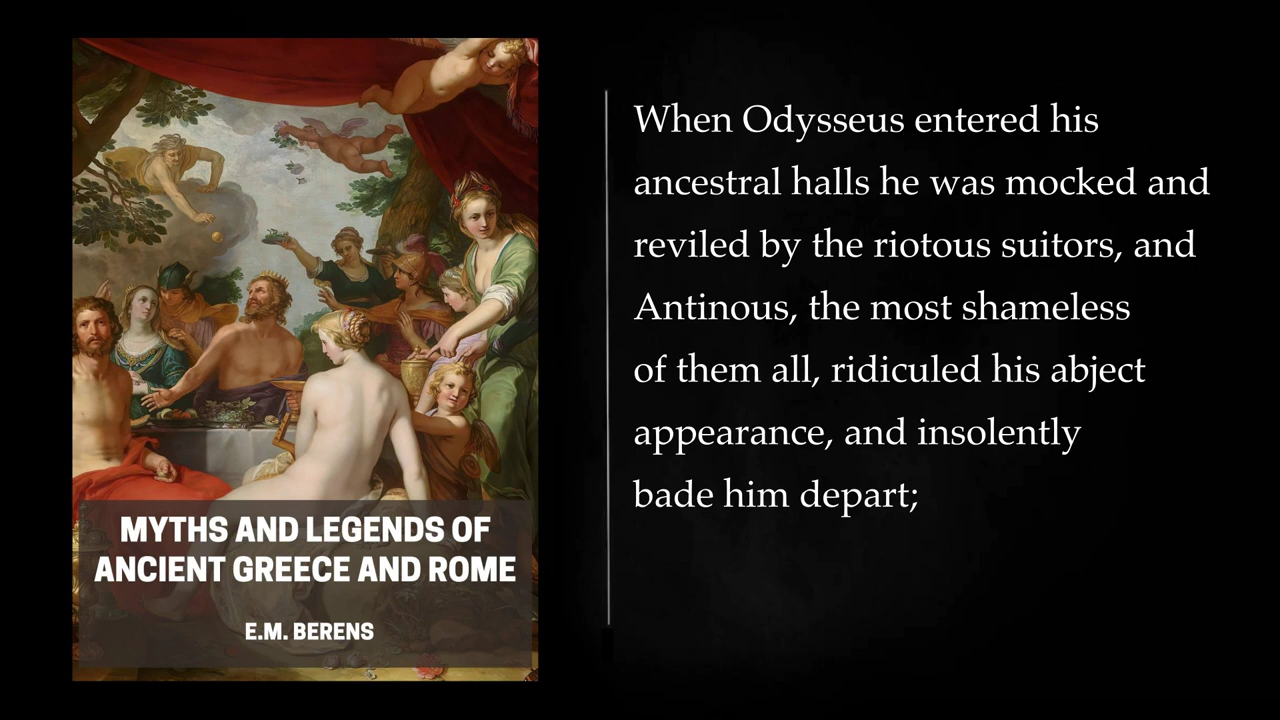 MYTHS AND LEGENDS OF
ANCIENT GREECE AND ROME
E.M. BERENS
When Odysseus entered his
ancestral halls he was mocked and
reviled by the riotous suitors, and
Antinous, the most shameless
of them all, ridiculed his abject
appearance, and insolently
bade him depart;